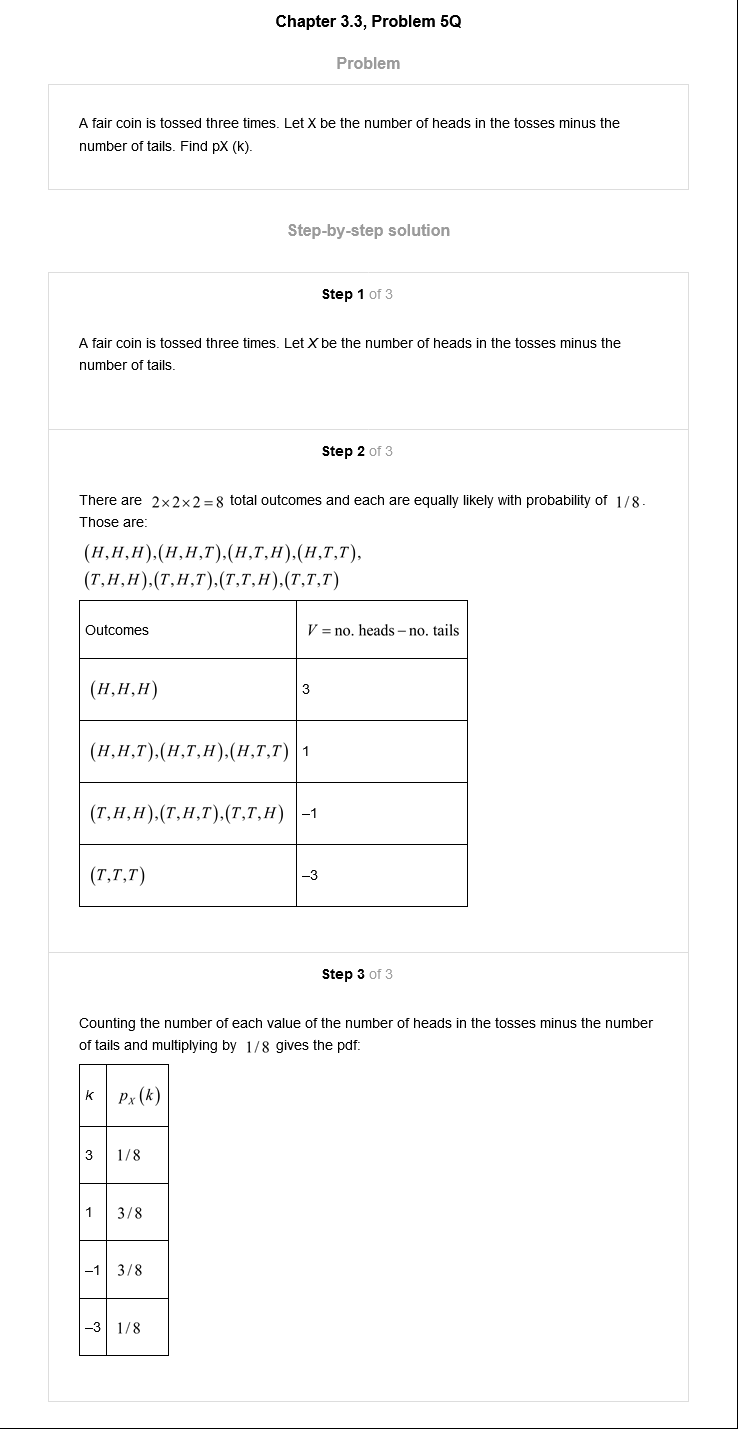 Chapter 3.3, Problem 5Q
Problem
A fair coin is tossed three times. Let X be the number of heads in the tosses minus the
number of tails. Find pX (k).
Step-by-step solution
Step 1 of 3
A fair coin is tossed three times. Let X be the number of heads in the tosses minus the
number of tails.
Step 2 of 3
There are 2×2×2=8 total outcomes and each are equally likely with probability of 1/8.
Those are:
(H,H,H),(H,H,T),(H,T,H),(H,T,T),
(T,H,H),(T,H,T),(T,T,H),(T,T,T)
Outcomes V = no. heads – no. tails
(H,H,H) 3
(H,H,T),(H,T,H),(H,T,T) 1
(T,H,H),(T,H,T),(T,T,H) –1
(T,T,T) –3
Step 3 of 3
Counting the number of each value of the number of heads in the tosses minus the number
of tails and multiplying by 1/8 gives the pdf:
k pX(k)
3 1/8
1 3/8
–1 3/8
–3 1/8